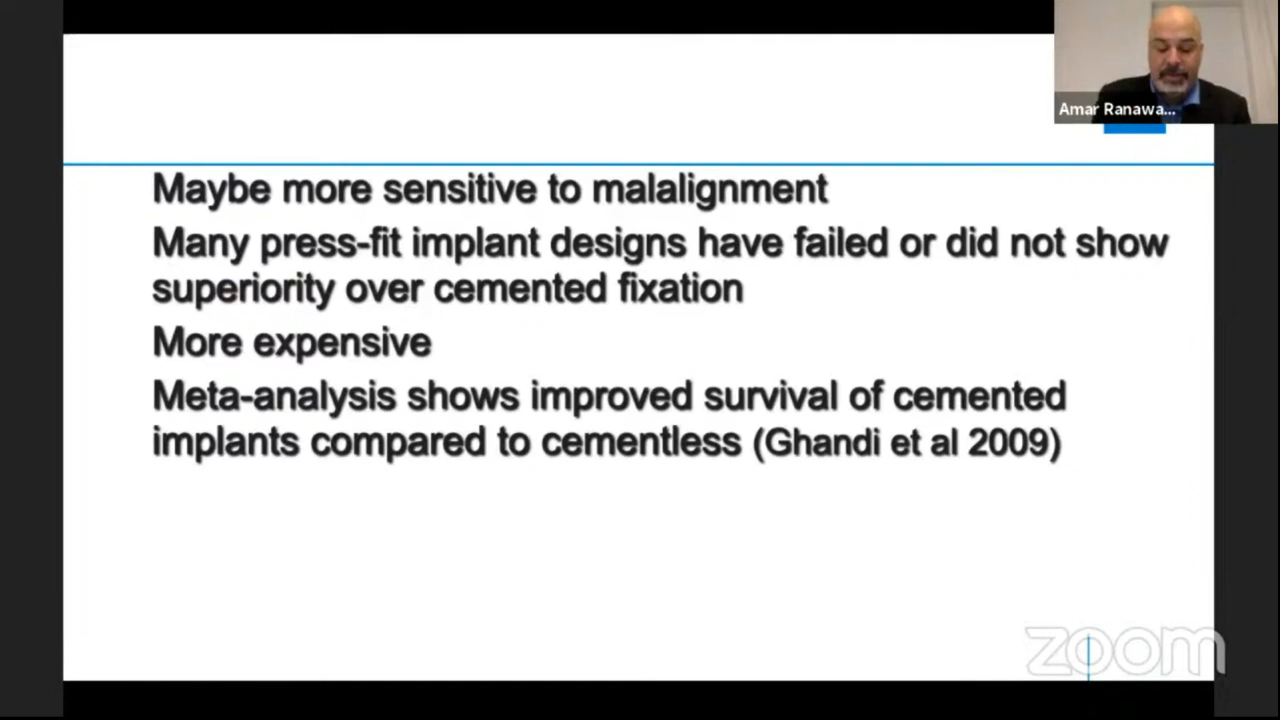 Amar Ranawa...
Maybe more sensitive to malalignment
Many press-fit implant designs have failed or did not show
superiority over cemented fixation
More expensive
Meta-analysis shows improved survival of cemented
implants compared to cementless (Ghandi et al 2009)
zoom